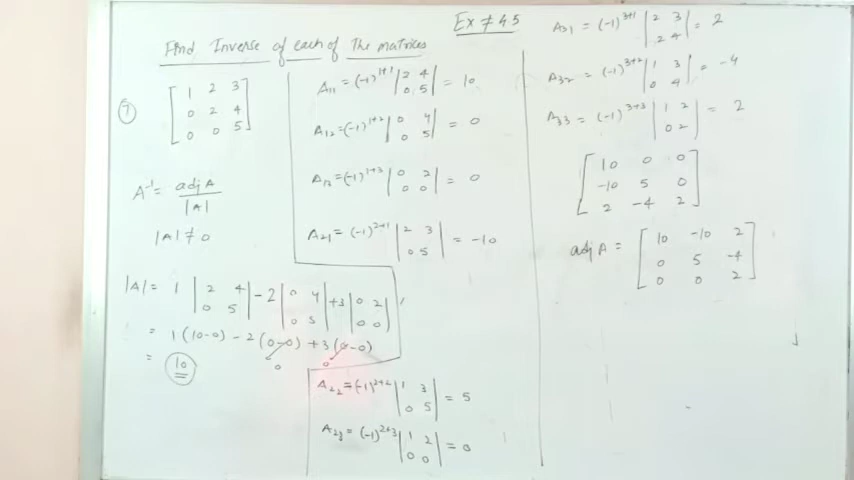 Ex ≠ 4.5
Find Inverse of each of The matrices
⑦ [1 2 3
0 2 4
0 0 5]
A⁻¹ = adj A / |A|
|A| ≠ 0
|A| = 1 |2 4; 0 5| - 2 |0 4; 0 5| + 3 |0 2; 0 0|
= 1 (10-0) - 2 (0-0) + 3 (0-0)
0 0
= 10
A11 = (-1)^1+1 |2 4; 0 5| = 10
A12 = (-1)^1+2 |0 4; 0 5| = 0
A13 = (-1)^1+3 |0 2; 0 0| = 0
A21 = (-1)^2+1 |2 3; 0 5| = -10
A22 = (-1)^2+2 |1 3; 0 5| = 5
A23 = (-1)^2+3 |1 2; 0 0| = 0
A31 = (-1)^3+1 |2 3; 2 4| = 2
A32 = (-1)^3+2 |1 3; 0 4| = -4
A33 = (-1)^3+3 |1 2; 0 2| = 2
[10 0 0
-10 5 0
2 -4 2]
adj A = [10 -10 2
0 5 -4
0 0 2]